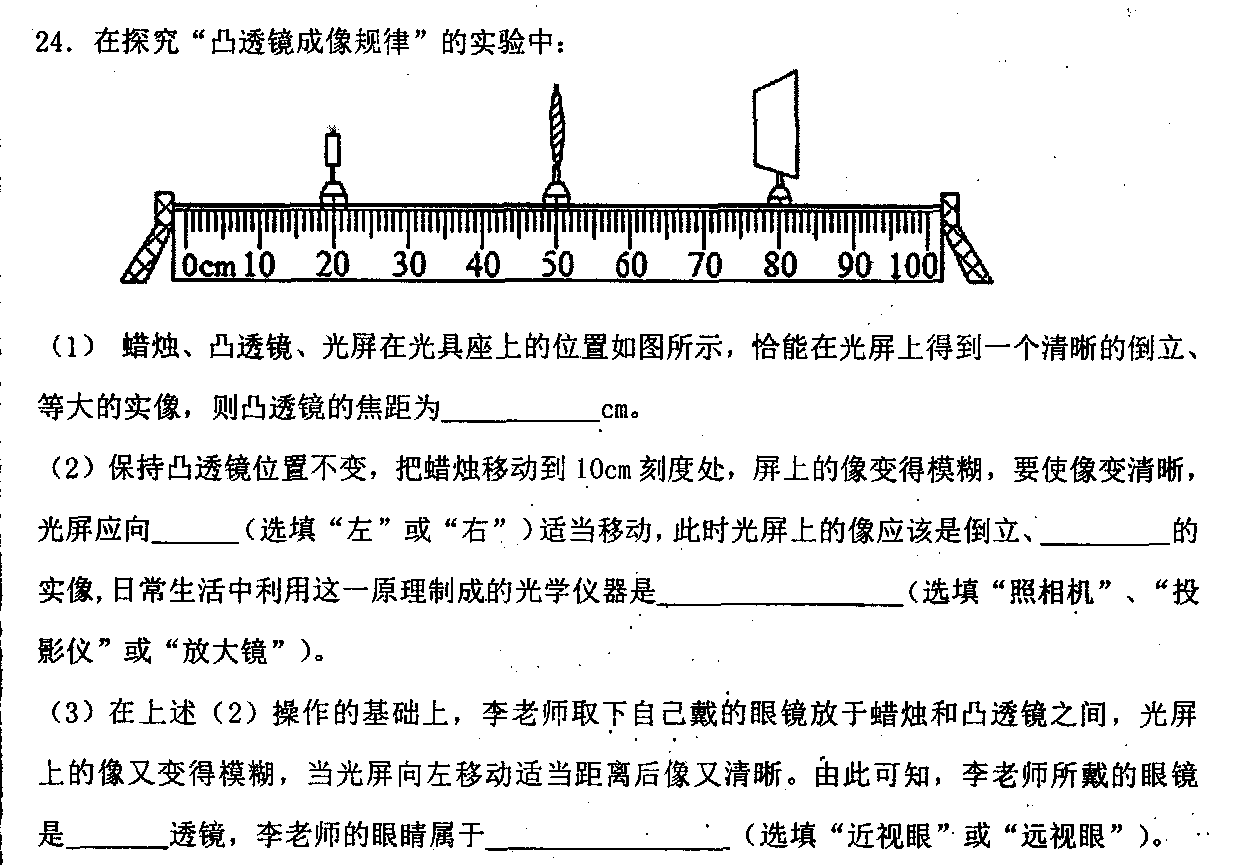 24．在探究“凸透镜成像规律”的实验中：
0cm 10 20 30 40 50 60 70 80 90 100
（1） 蜡烛、凸透镜、光屏在光具座上的位置如图所示，恰能在光屏上得到一个清晰的倒立、
等大的实像，则凸透镜的焦距为__________cm。
（2）保持凸透镜位置不变，把蜡烛移动到10cm刻度处，屏上的像变得模糊，要使像变清晰，
光屏应向______（选填“左”或“右”）适当移动，此时光屏上的像应该是倒立、________的
实像，日常生活中利用这一原理制成的光学仪器是________________（选填“照相机”、“投
影仪”或“放大镜”）。
（3）在上述（2）操作的基础上，李老师取下自己戴的眼镜放于蜡烛和凸透镜之间，光屏
上的像又变得模糊，当光屏向左移动适当距离后像又清晰。由此可知，李老师所戴的眼镜
是_______透镜，李老师的眼睛属于________________（选填“近视眼”或“远视眼”）。